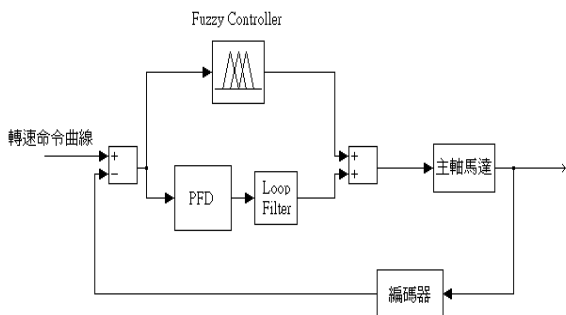 Fuzzy Controller
轉速命令曲線
+
−
PFD
Loop
Filter
+
+
主軸馬達
編碼器